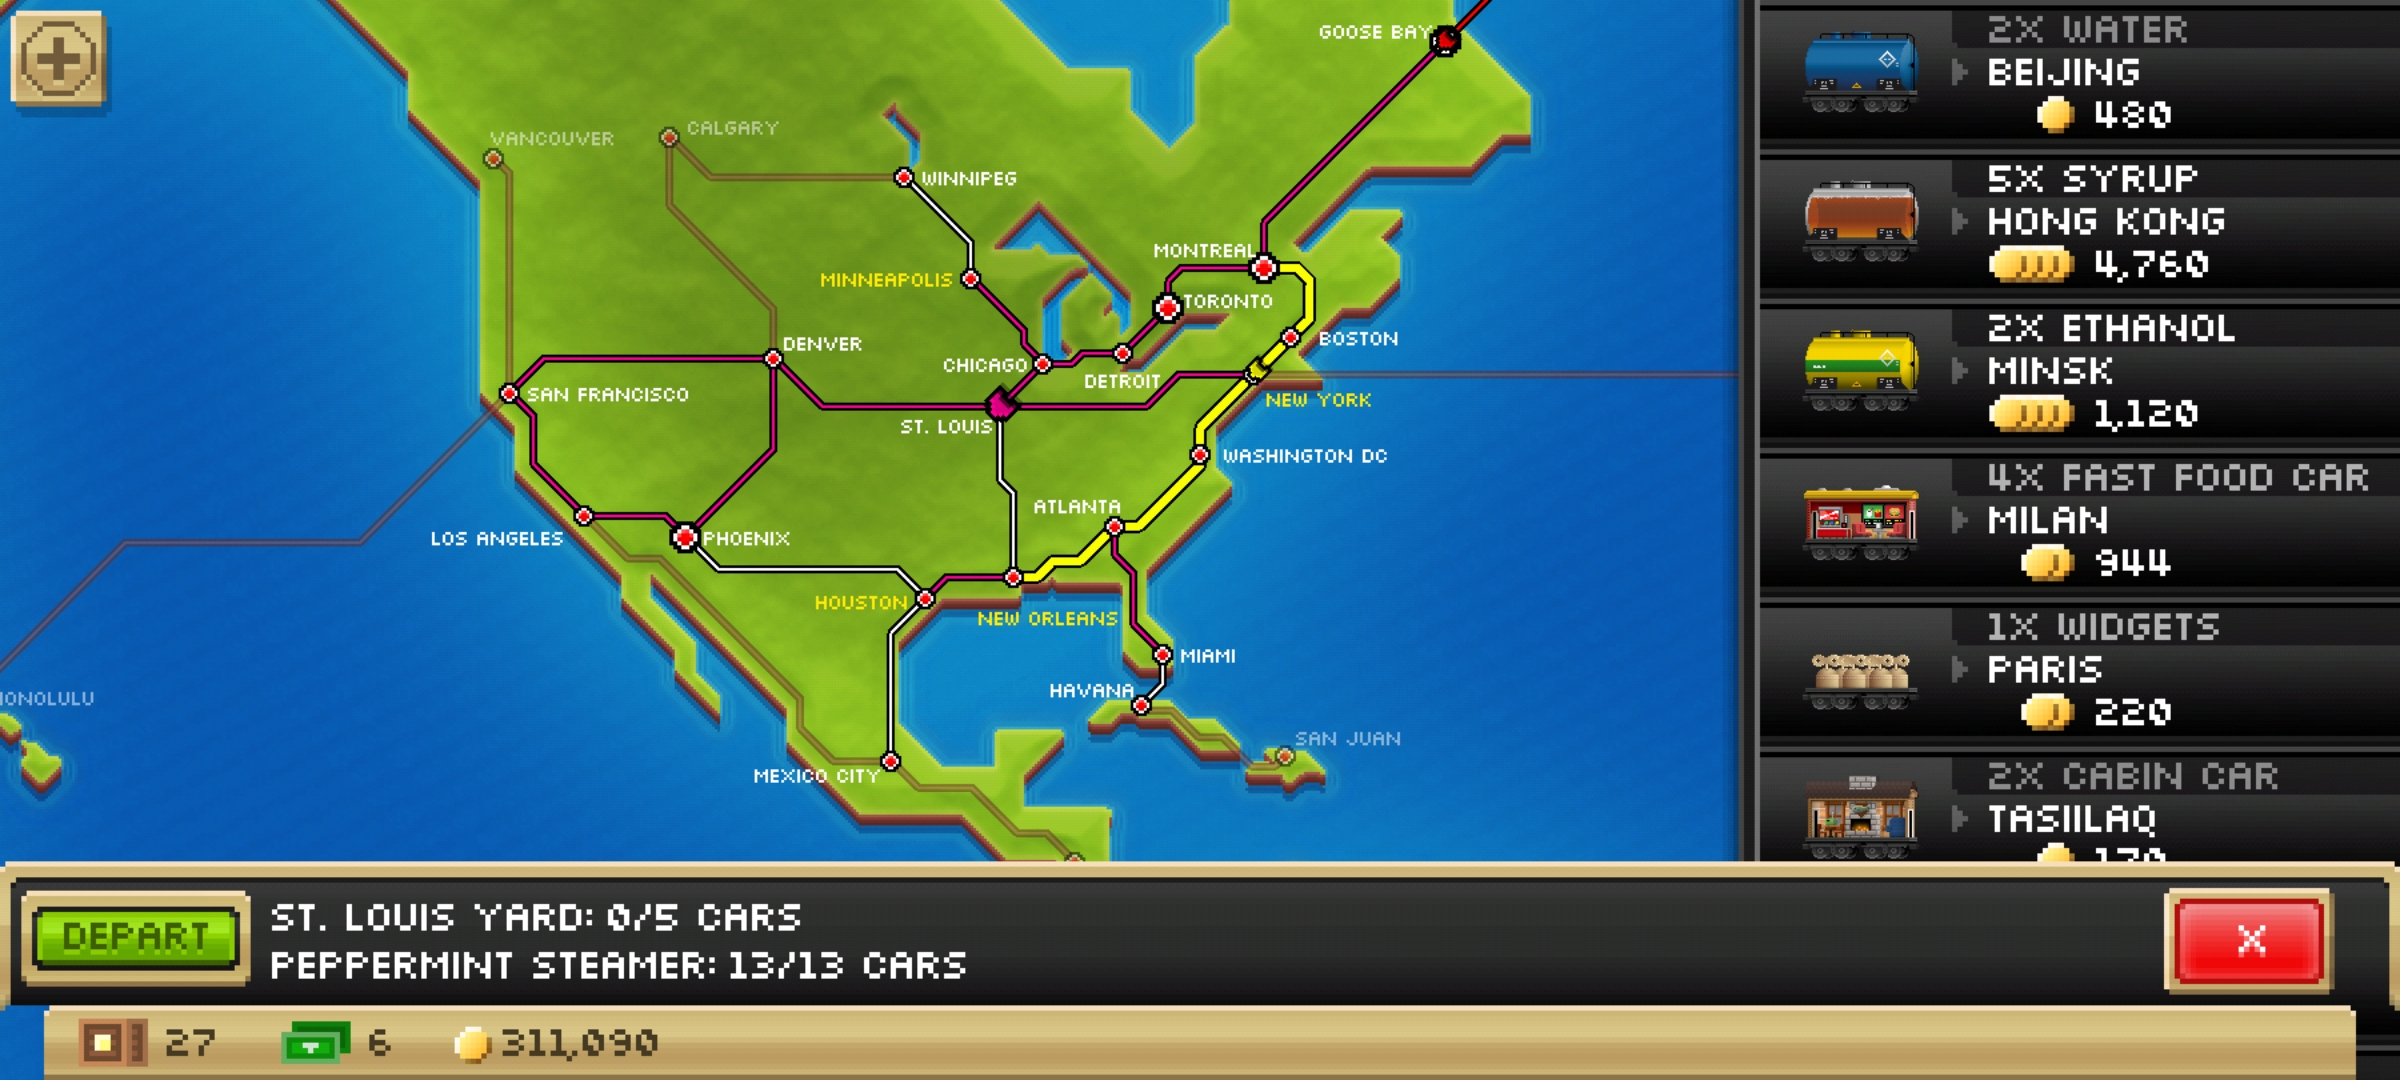 GOOSE BAY
VANCOUVER
CALGARY
WINNIPEG
MONTREAL
MINNEAPOLIS
TORONTO
BOSTON
DENVER
CHICAGO
DETROIT
SAN FRANCISCO
NEW YORK
ST. LOUIS
WASHINGTON DC
ATLANTA
LOS ANGELES
PHOENIX
HOUSTON
NEW ORLEANS
MIAMI
HAVANA
ONOLULU
SAN JUAN
MEXICO CITY
2X WATER
BEIJING
480
5X SYRUP
HONG KONG
4,760
2X ETHANOL
MINSK
1,120
4X FAST FOOD CAR
MILAN
944
1X WIDGETS
PARIS
220
2X CABIN CAR
TASIILAQ
DEPART
ST. LOUIS YARD: 0/5 CARS
PEPPERMINT STEAMER: 13/13 CARS
X
27
6
311,090